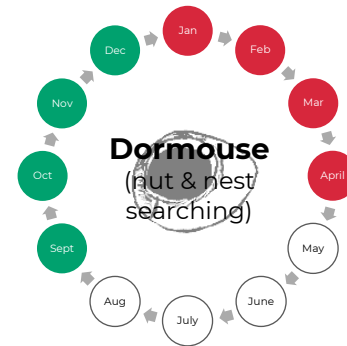 Jan
Feb
Mar
April
May
June
July
Aug
Sept
Oct
Nov
Dec
Dormouse
(nut & nest
searching)